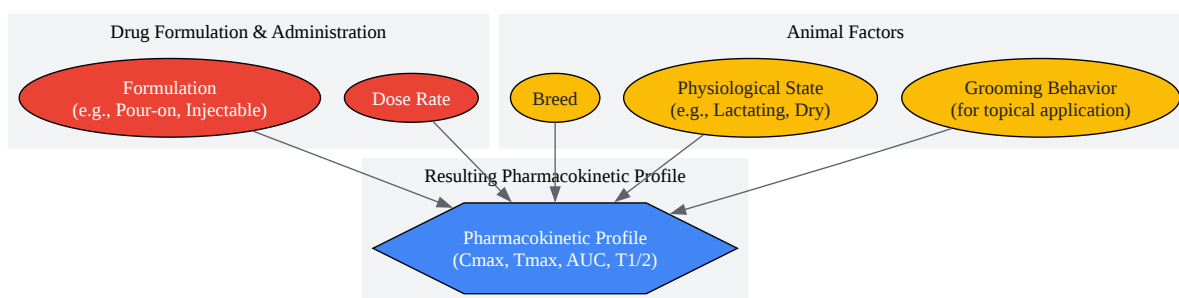 Drug Formulation & Administration
Animal Factors
Formulation
(e.g., Pour-on, Injectable)
Dose Rate
Breed
Physiological State
(e.g., Lactating, Dry)
Grooming Behavior
(for topical application)
Resulting Pharmacokinetic Profile
Pharmacokinetic Profile
(Cmax, Tmax, AUC, T1/2)